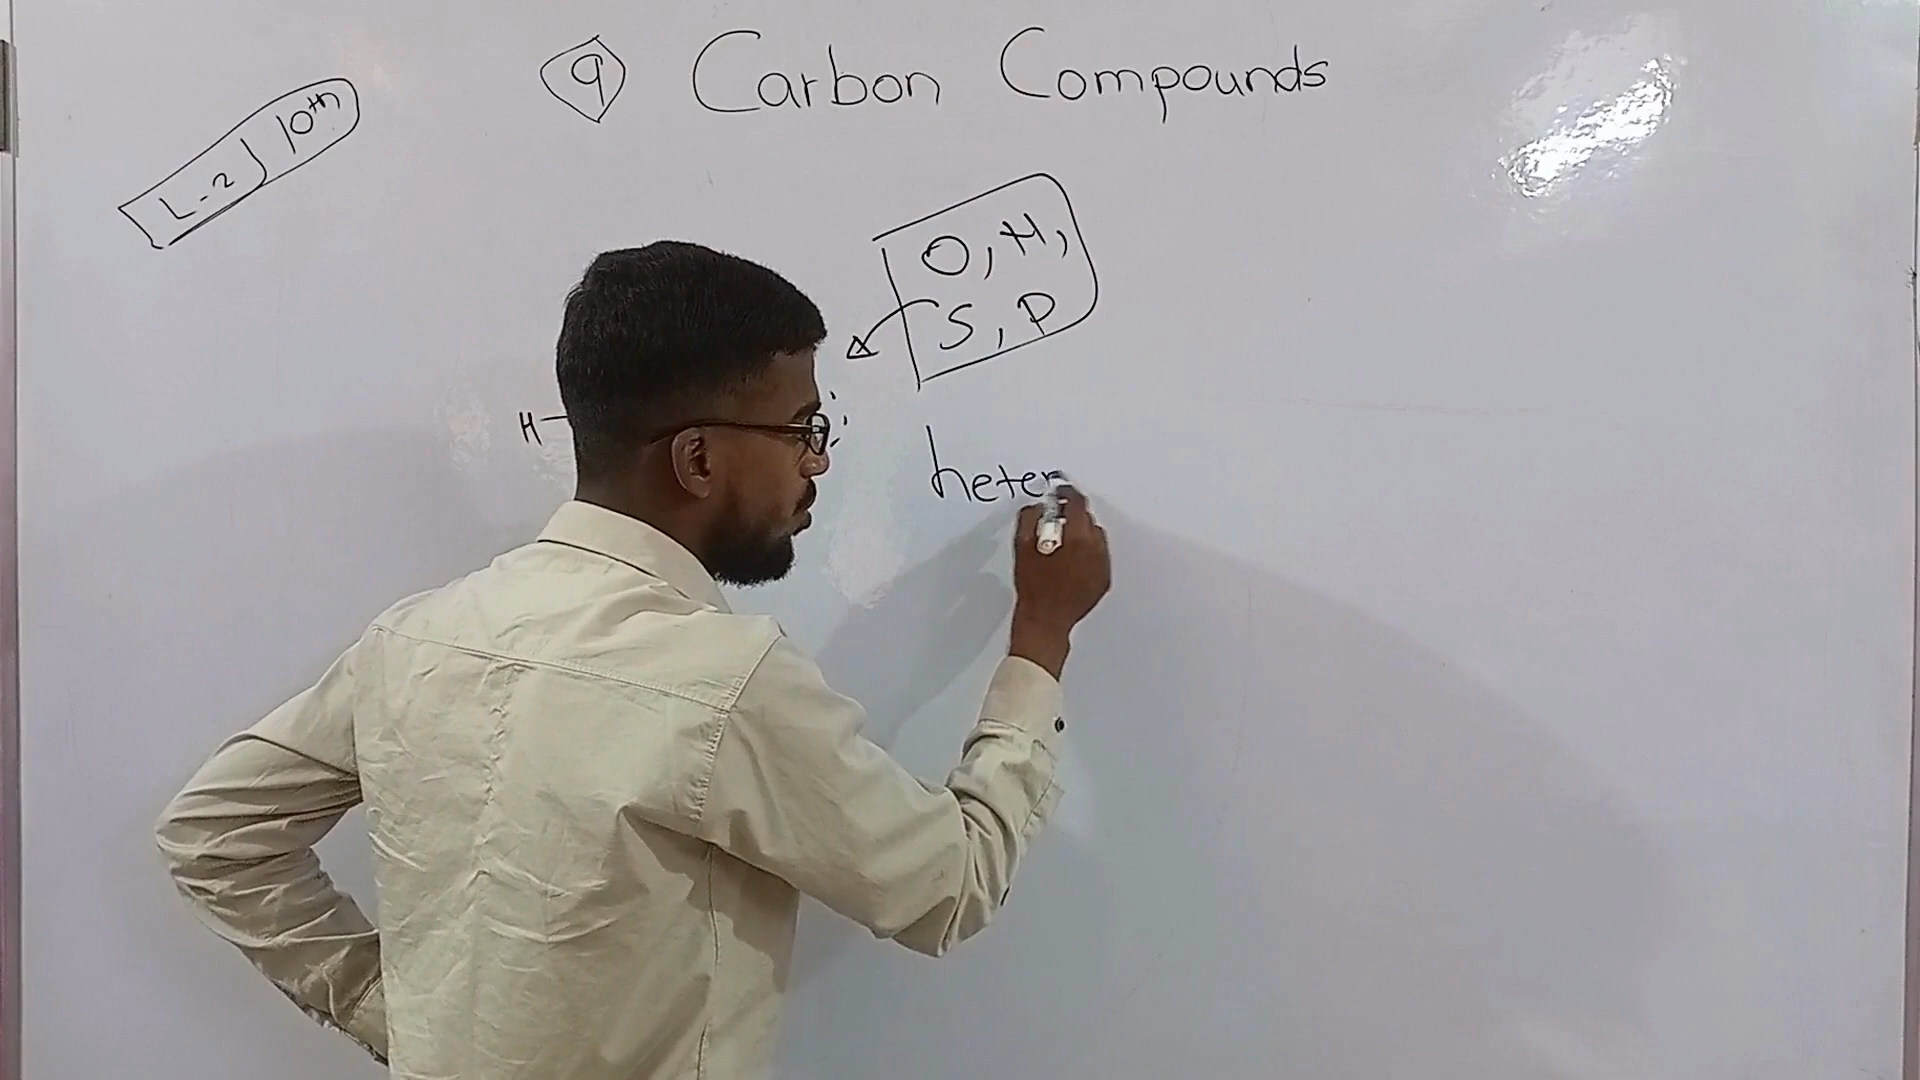 9 Carbon Compounds
L-2 10th
O, H,
S, P
H-
heter